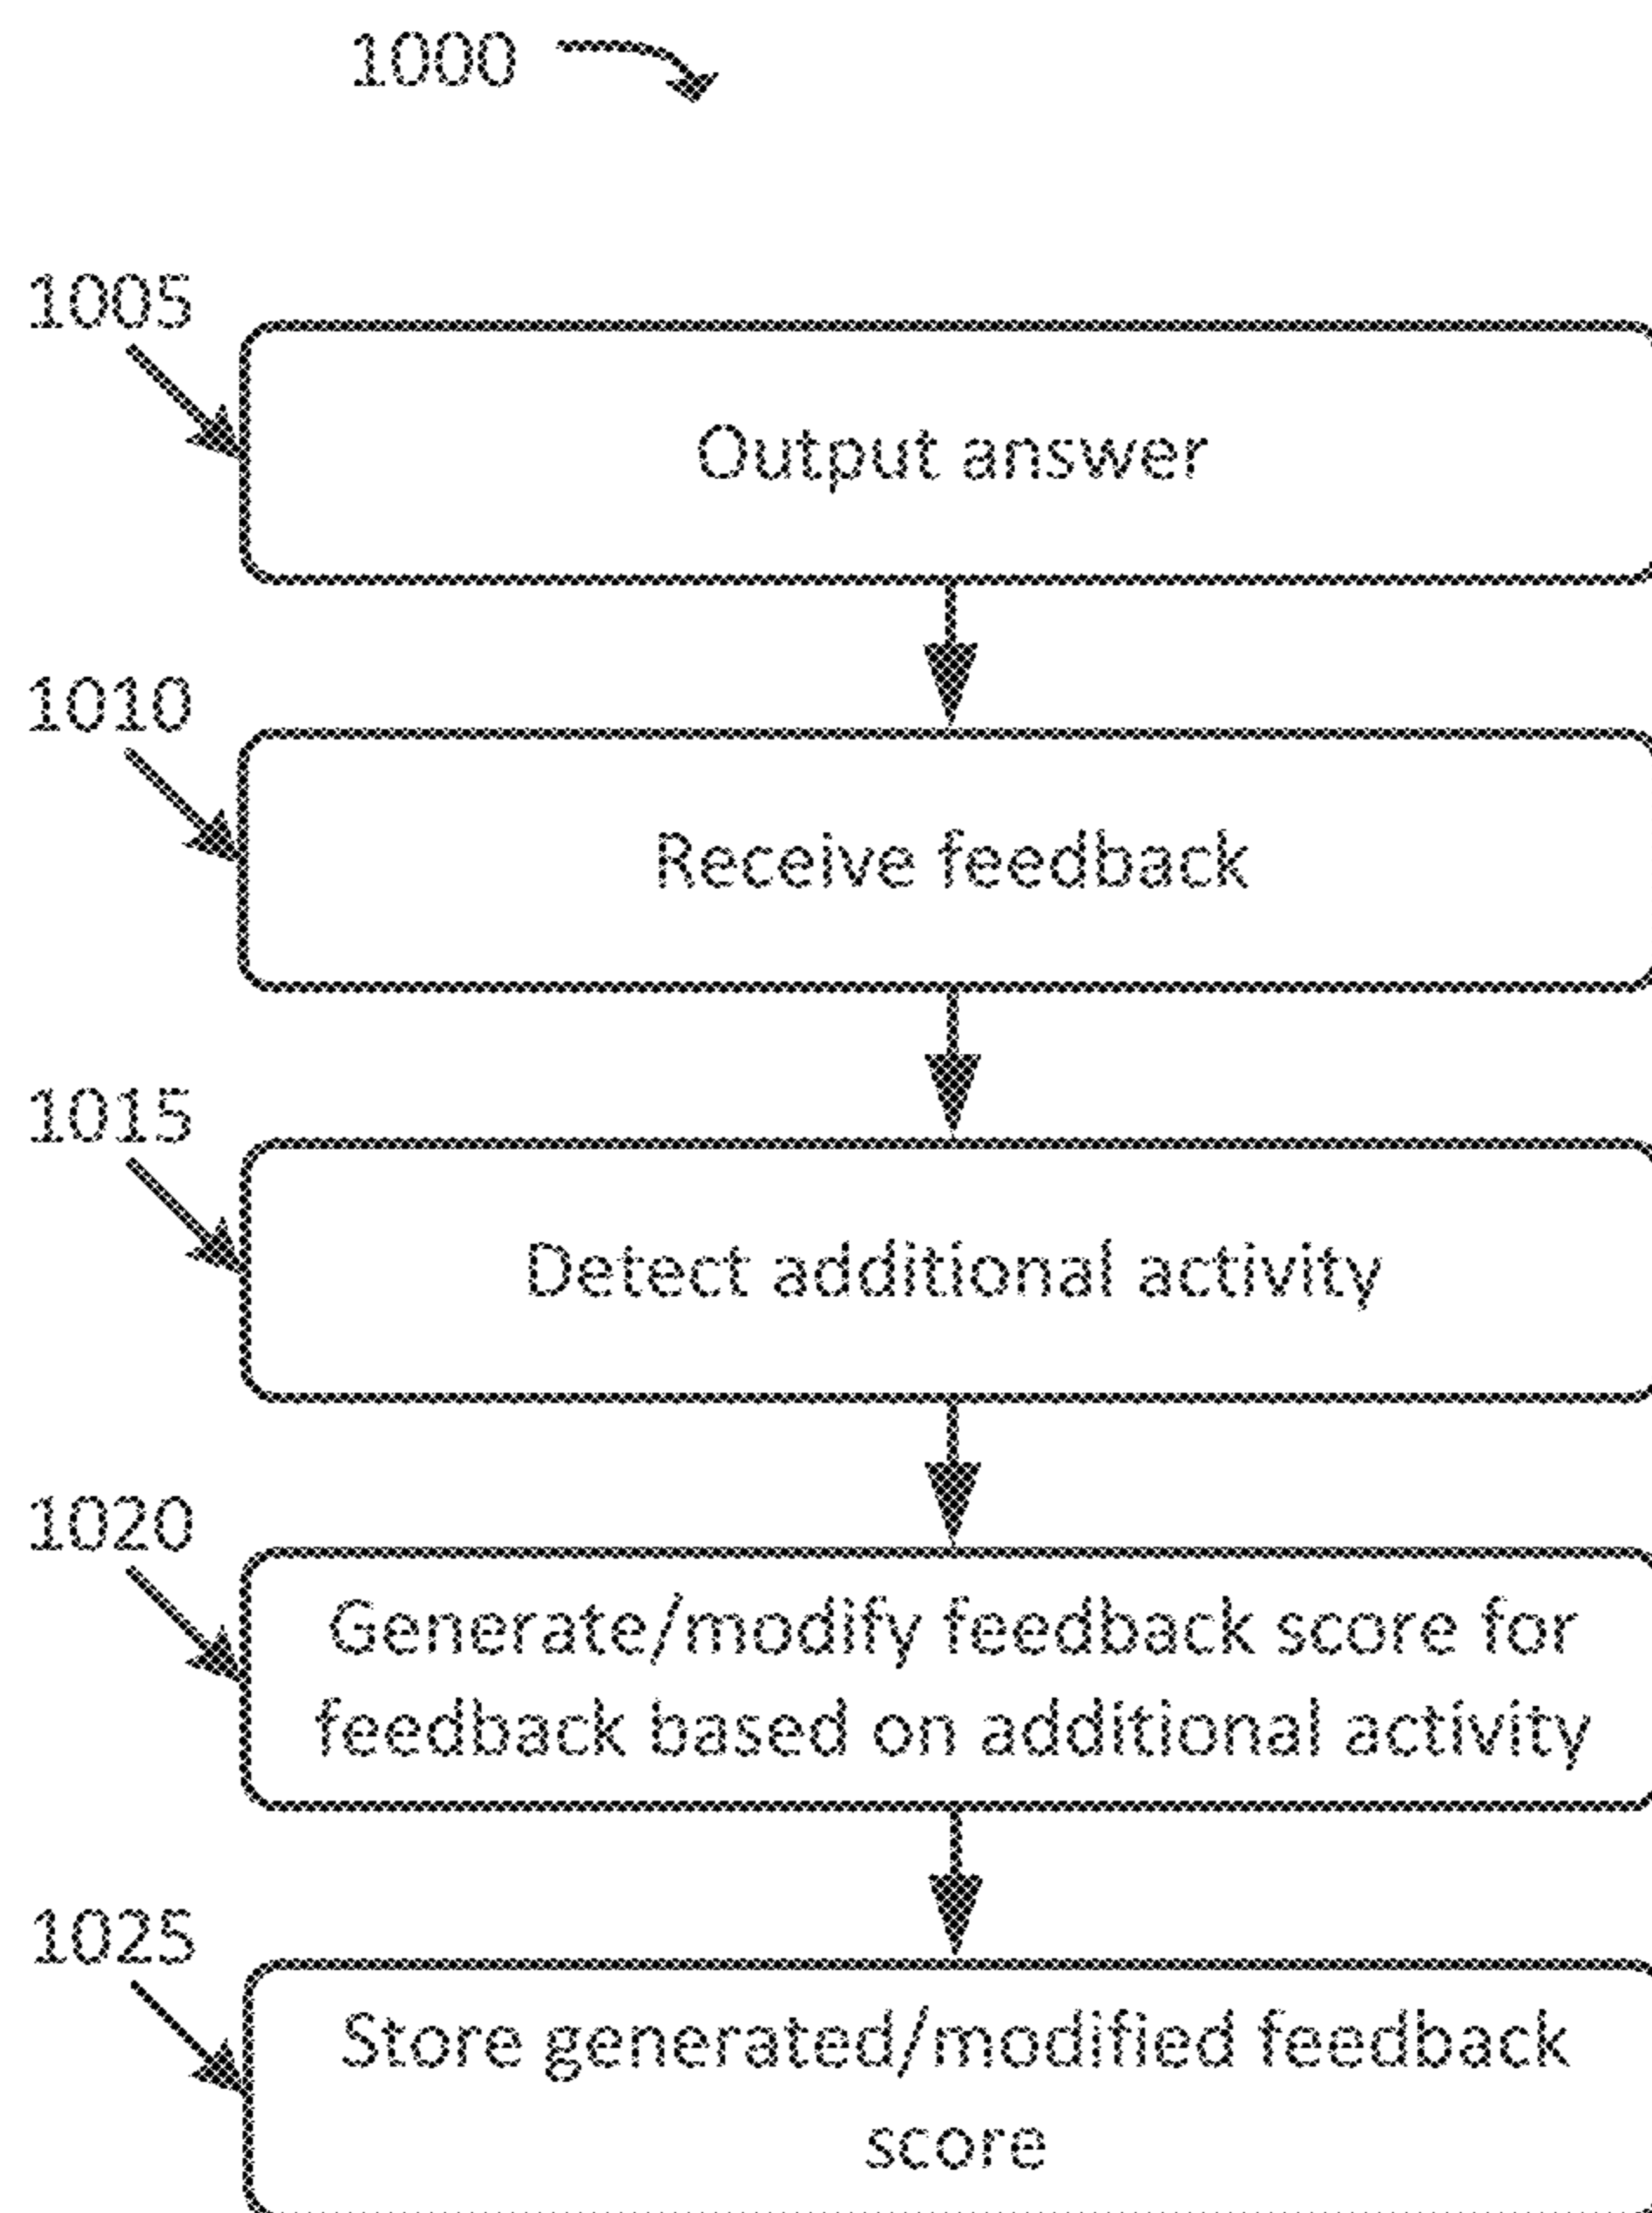 1000
1005
Output answer
1010
Receive feedback
1015
Detect additional activity
1020
Generate/modify feedback score for
feedback based on additional activity
1025
Store generated/modified feedback
score